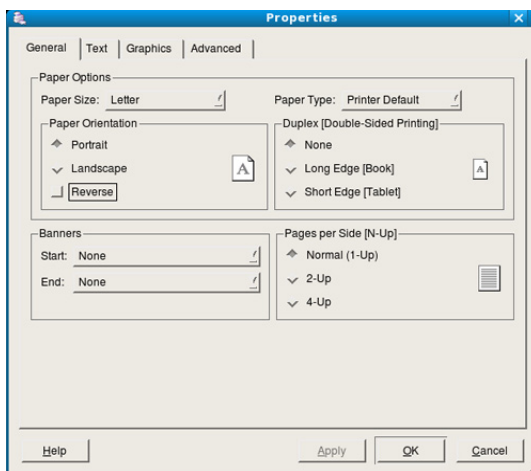 Properties
General Text Graphics Advanced
Paper Options
Paper Size: Letter Paper Type: Printer Default
Paper Orientation Duplex [Double-Sided Printing]
Portrait None
A A
Landscape Long Edge [Book]
Reverse Short Edge [Tablet]
Banners Pages per Side [N-Up]
Start: None Normal (1-Up)
2-Up
End: None
4-Up
Help Apply OK Cancel